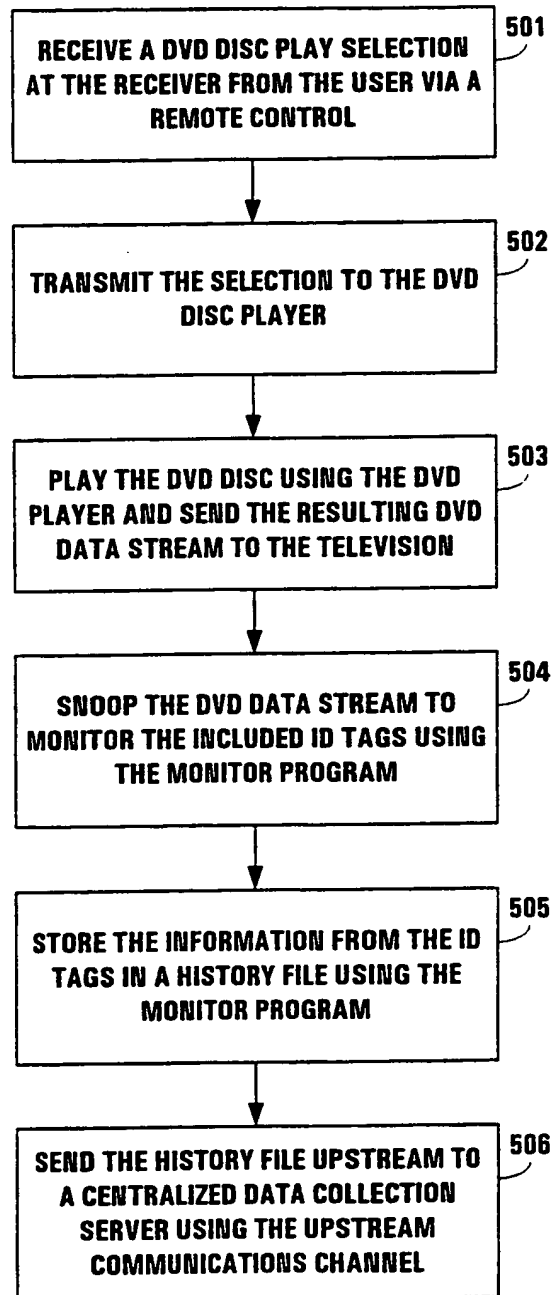 501
RECEIVE A DVD DISC PLAY SELECTION
AT THE RECEIVER FROM THE USER VIA A
REMOTE CONTROL
502
TRANSMIT THE SELECTION TO THE DVD
DISC PLAYER
503
PLAY THE DVD DISC USING THE DVD
PLAYER AND SEND THE RESULTING DVD
DATA STREAM TO THE TELEVISION
504
SNOOP THE DVD DATA STREAM TO
MONITOR THE INCLUDED ID TAGS USING
THE MONITOR PROGRAM
505
STORE THE INFORMATION FROM THE ID
TAGS IN A HISTORY FILE USING THE
MONITOR PROGRAM
506
SEND THE HISTORY FILE UPSTREAM TO
A CENTRALIZED DATA COLLECTION
SERVER USING THE UPSTREAM
COMMUNICATIONS CHANNEL